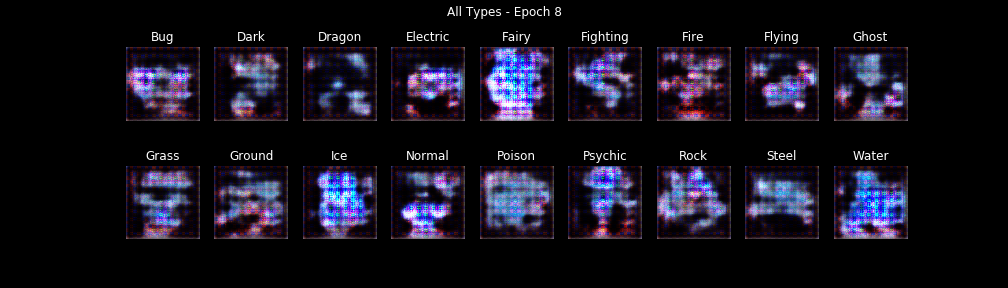 All Types - Epoch 8
Bug Dark Dragon Electric Fairy Fighting Fire Flying Ghost
Grass Ground Ice Normal Poison Psychic Rock Steel Water